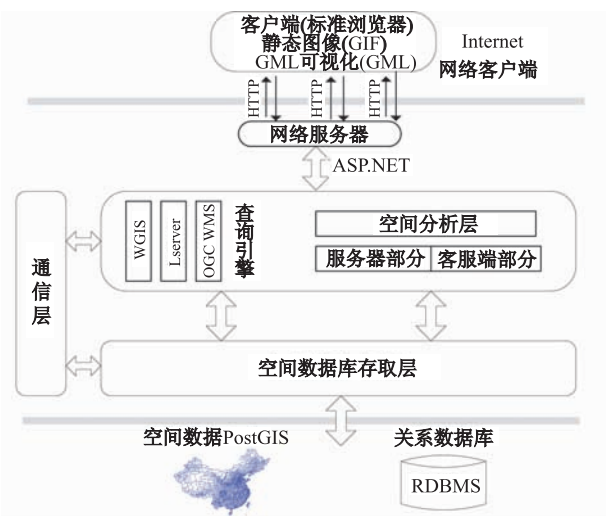 客户端(标准浏览器)
静态图像(GIF)
GML可视化(GML)
Internet
网络客户端
HTTP
HTTP
HTTP
网络服务器
ASP.NET
通信层
WGIS
Lserver
OGC WMS
查询引擎
空间分析层
服务器部分
客服端部分
空间数据库存取层
空间数据PostGIS
关系数据库
RDBMS